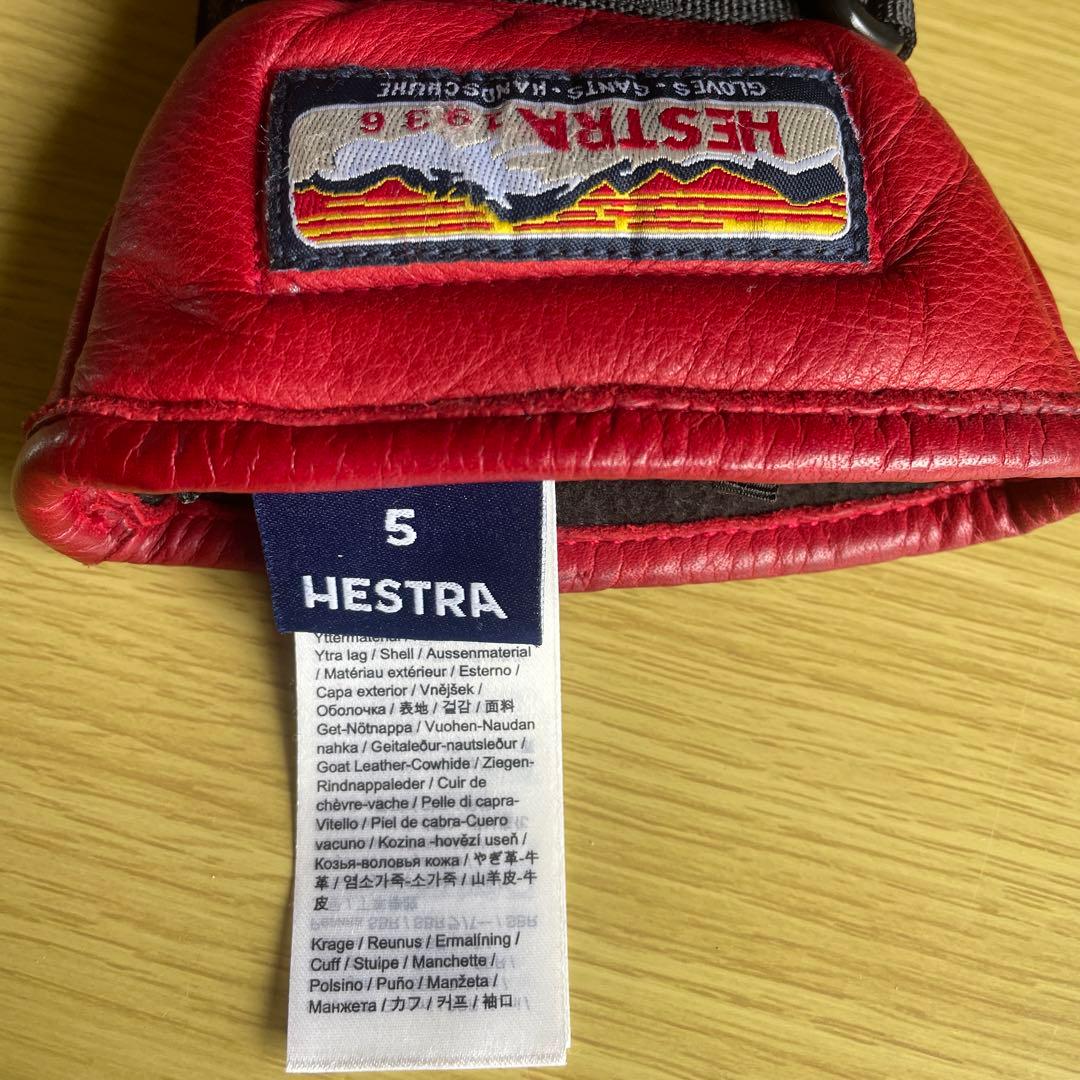 GLOVES • GANTS • HANDSCHUHE
HESTRA 1936
5
HESTRA
Ytra lag / Shell / Aussenmaterial
/ Matériau extérieur / Esterno /
Capa exterior / Vnějšek /
Оболочка / 表地 / 겉감 / 面料
Get-Nötnappa / Vuohen-Naudan
nahka / Geitaleður-nautsleður /
Goat Leather-Cowhide / Ziegen-
Rindnappaleder / Cuir de
chèvre-vache / Pelle di capra-
Vitello / Piel de cabra-Cuero
vacuno / Kozina -hovězí useň /
Козья-воловья кожа / やぎ革-牛
革 / 염소가죽-소가죽 / 山羊皮-牛
皮
Krage / Reunus / Ermalíning /
Cuff / Stulpe / Manchette /
Polsino / Puño / Manžeta /
Манжета / カフ / 커프 / 袖口